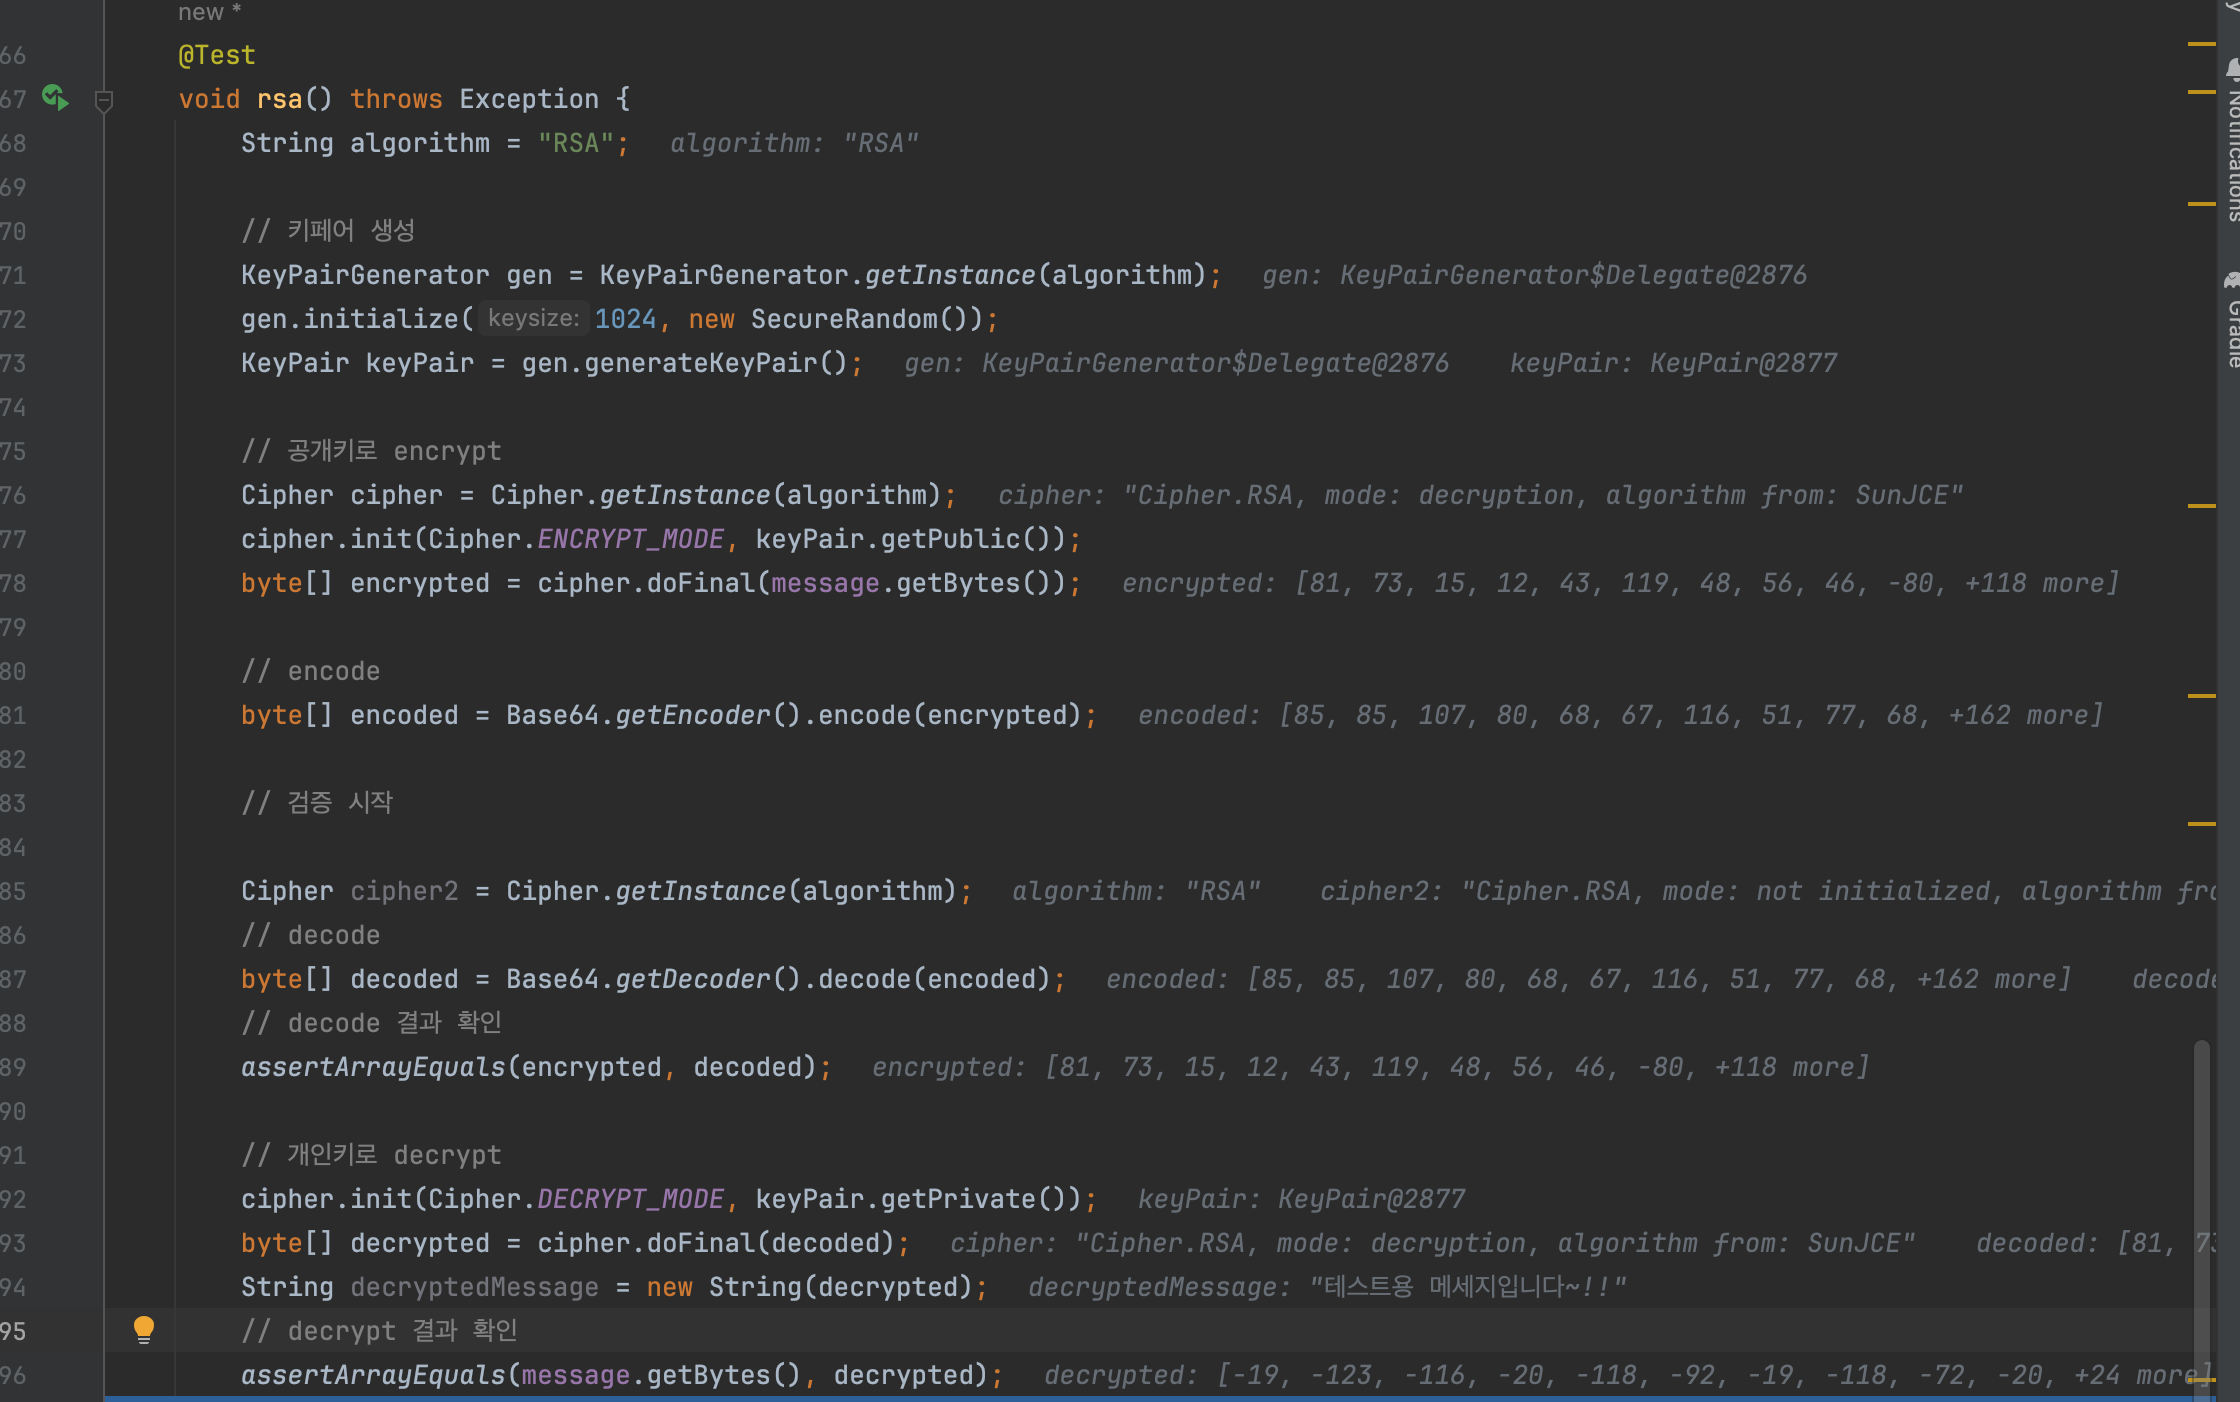 new *
66 @Test
67 void rsa() throws Exception {
68 String algorithm = "RSA"; algorithm: "RSA"
69
70 // 키페어 생성
71 KeyPairGenerator gen = KeyPairGenerator.getInstance(algorithm); gen: KeyPairGenerator$Delegate@2876
72 gen.initialize( keysize: 1024, new SecureRandom());
73 KeyPair keyPair = gen.generateKeyPair(); gen: KeyPairGenerator$Delegate@2876 keyPair: KeyPair@2877
74
75 // 공개키로 encrypt
76 Cipher cipher = Cipher.getInstance(algorithm); cipher: "Cipher.RSA, mode: decryption, algorithm from: SunJCE"
77 cipher.init(Cipher.ENCRYPT_MODE, keyPair.getPublic());
78 byte[] encrypted = cipher.doFinal(message.getBytes()); encrypted: [81, 73, 15, 12, 43, 119, 48, 56, 46, -80, +118 more]
79
80 // encode
81 byte[] encoded = Base64.getEncoder().encode(encrypted); encoded: [85, 85, 107, 80, 68, 67, 116, 51, 77, 68, +162 more]
82
83 // 검증 시작
84
85 Cipher cipher2 = Cipher.getInstance(algorithm); algorithm: "RSA" cipher2: "Cipher.RSA, mode: not initialized, algorithm fro
86 // decode
87 byte[] decoded = Base64.getDecoder().decode(encoded); encoded: [85, 85, 107, 80, 68, 67, 116, 51, 77, 68, +162 more] decode
88 // decode 결과 확인
89 assertArrayEquals(encrypted, decoded); encrypted: [81, 73, 15, 12, 43, 119, 48, 56, 46, -80, +118 more]
90
91 // 개인키로 decrypt
92 cipher.init(Cipher.DECRYPT_MODE, keyPair.getPrivate()); keyPair: KeyPair@2877
93 byte[] decrypted = cipher.doFinal(decoded); cipher: "Cipher.RSA, mode: decryption, algorithm from: SunJCE" decoded: [81, 73
94 String decryptedMessage = new String(decrypted); decryptedMessage: "테스트용 메세지입니다~!!"
95 // decrypt 결과 확인
96 assertArrayEquals(message.getBytes(), decrypted); decrypted: [-19, -123, -116, -20, -118, -92, -19, -118, -72, -20, +24 more]
Notifications
Gradle